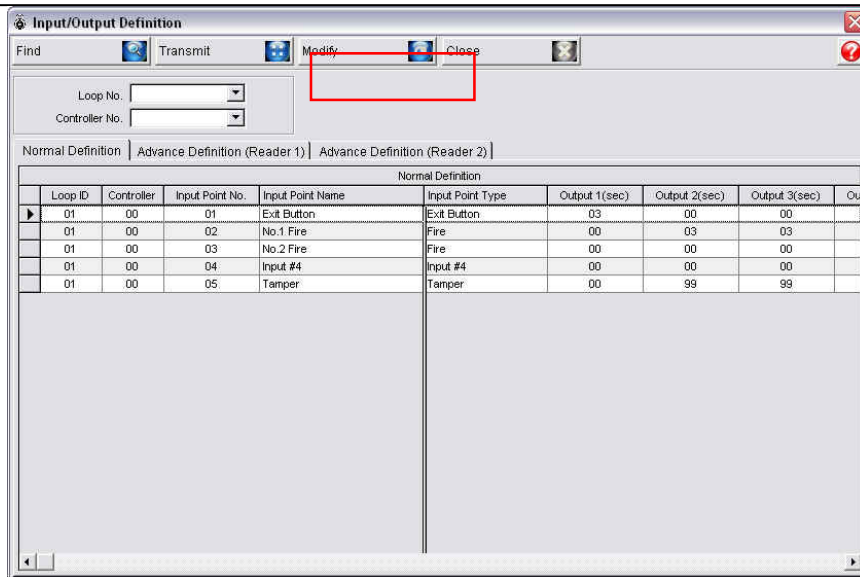 Input/Output Definition
Find Transmit Modify Close
Loop No.
Controller No.
Normal Definition Advance Definition (Reader 1) Advance Definition (Reader 2)
Normal Definition
Loop ID Controller Input Point No. Input Point Name Input Point Type Output 1(sec) Output 2(sec) Output 3(sec) Ou
01 00 01 Exit Button Exit Button 03 00 00
01 00 02 No.1 Fire Fire 00 03 03
01 00 03 No.2 Fire Fire 00 00 00
01 00 04 Input #4 Input #4 00 00 00
01 00 05 Tamper Tamper 00 99 99